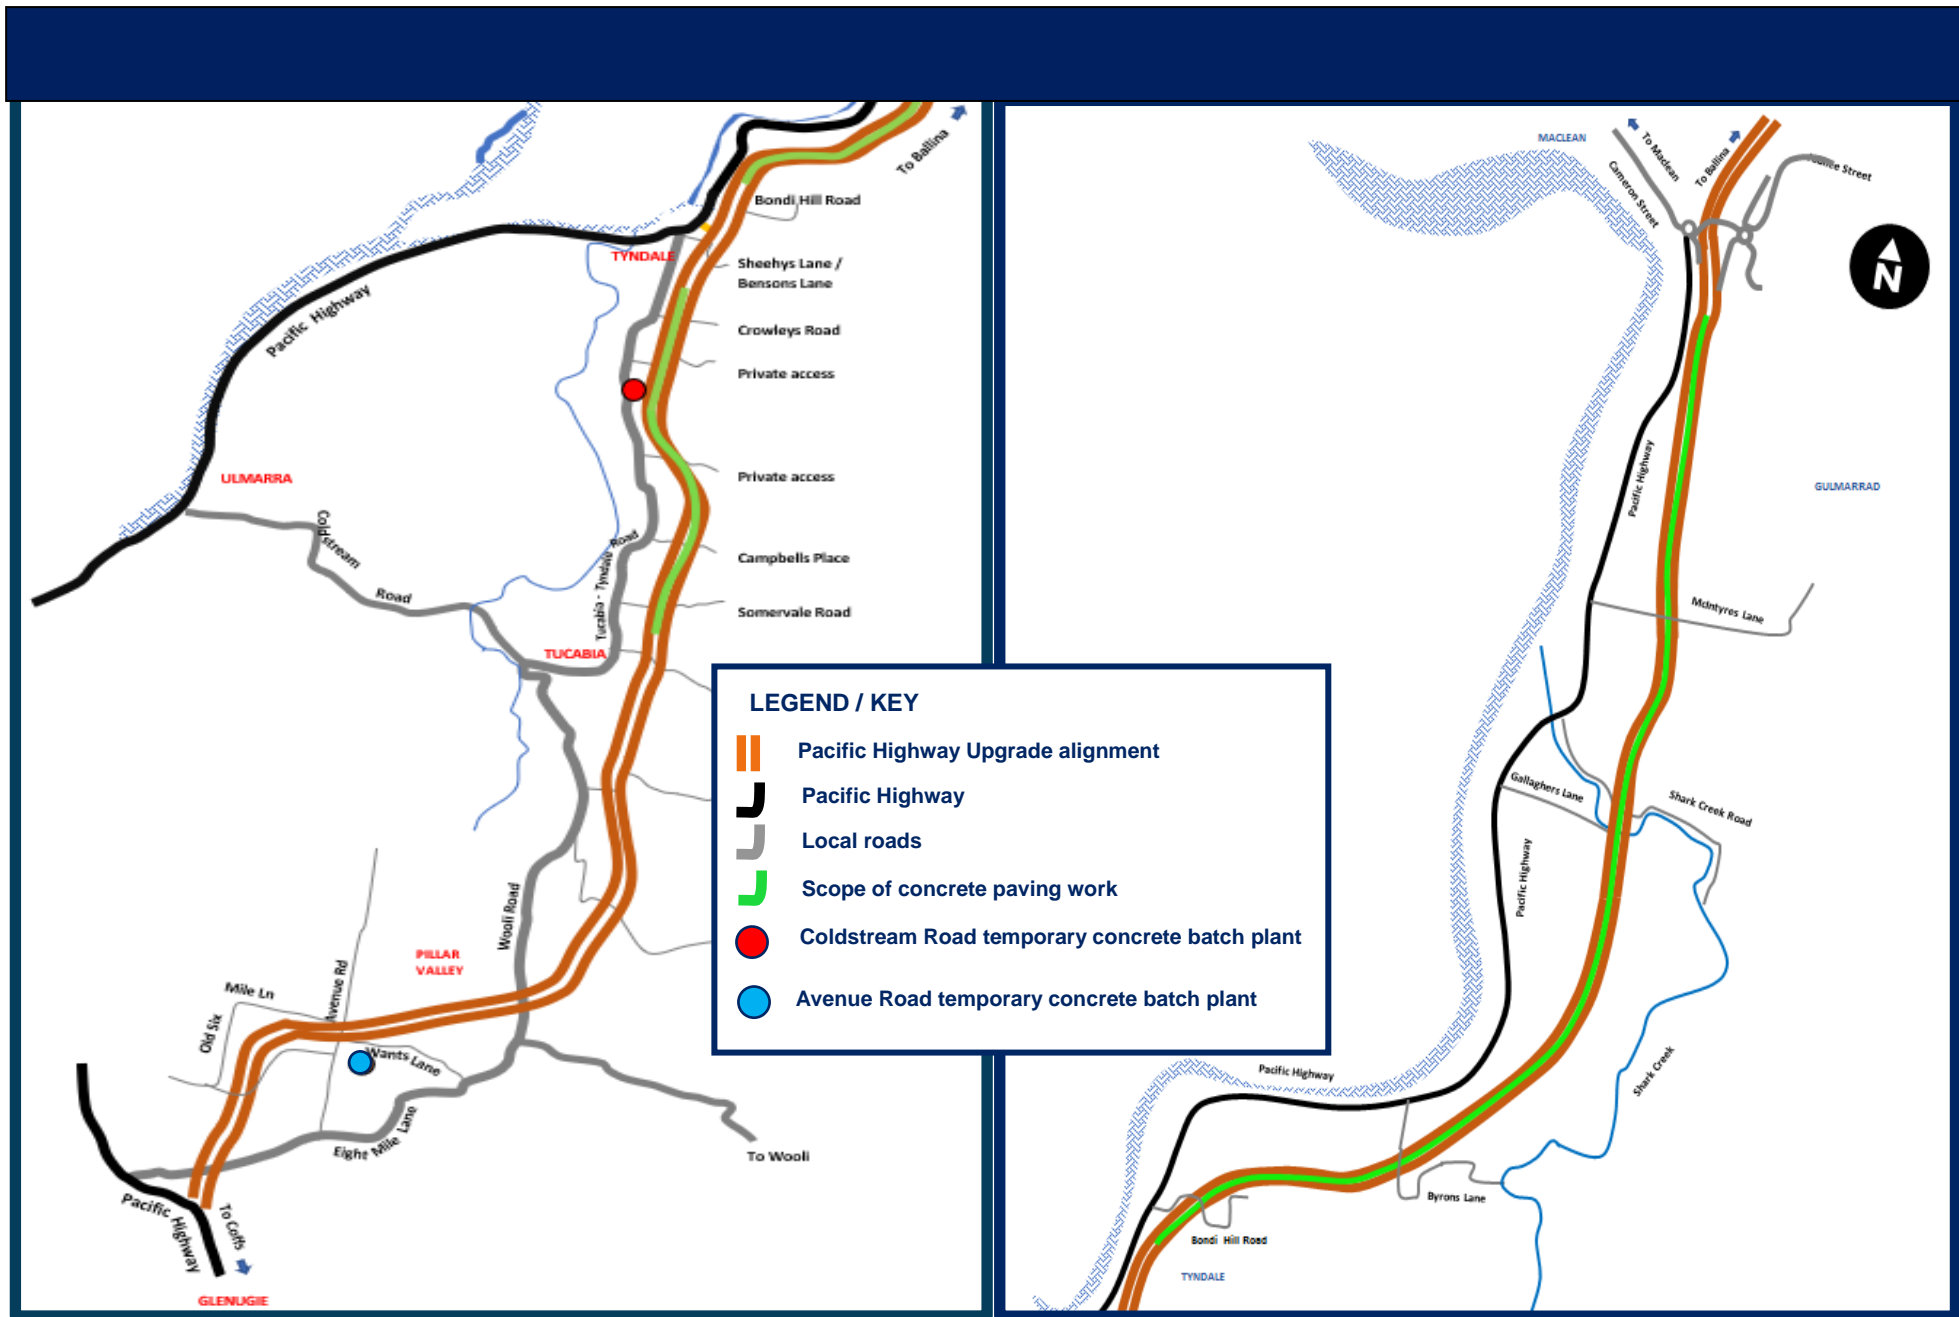 To Ballina
Bondi Hill Road
TYNDALE
Sheehys Lane /
Bensons Lane
Pacific Highway
Crowleys Road
Private access
ULMARRA
Private access
Coldstream
Road
Tucabia - Tyndale Road
Campbells Place
Somervale Road
TUCABIA
Wooli Road
PILLAR
VALLEY
Mile Ln
Old Six
Avenue Rd
Wants Lane
Eight Mile Lane
To Wooli
Pacific Highway
To Coffs
GLENUGIE
LEGEND / KEY
Pacific Highway Upgrade alignment
Pacific Highway
Local roads
Scope of concrete paving work
Coldstream Road temporary concrete batch plant
Avenue Road temporary concrete batch plant
MACLEAN
To Maclean
Cameron Street
To Ballina
Street
N
Pacific Highway
GULMARRAD
McIntyres Lane
Gallaghers Lane
Shark Creek Road
Pacific Highway
Pacific Highway
Shark Creek
Byrons Lane
Bondi Hill Road
TYNDALE